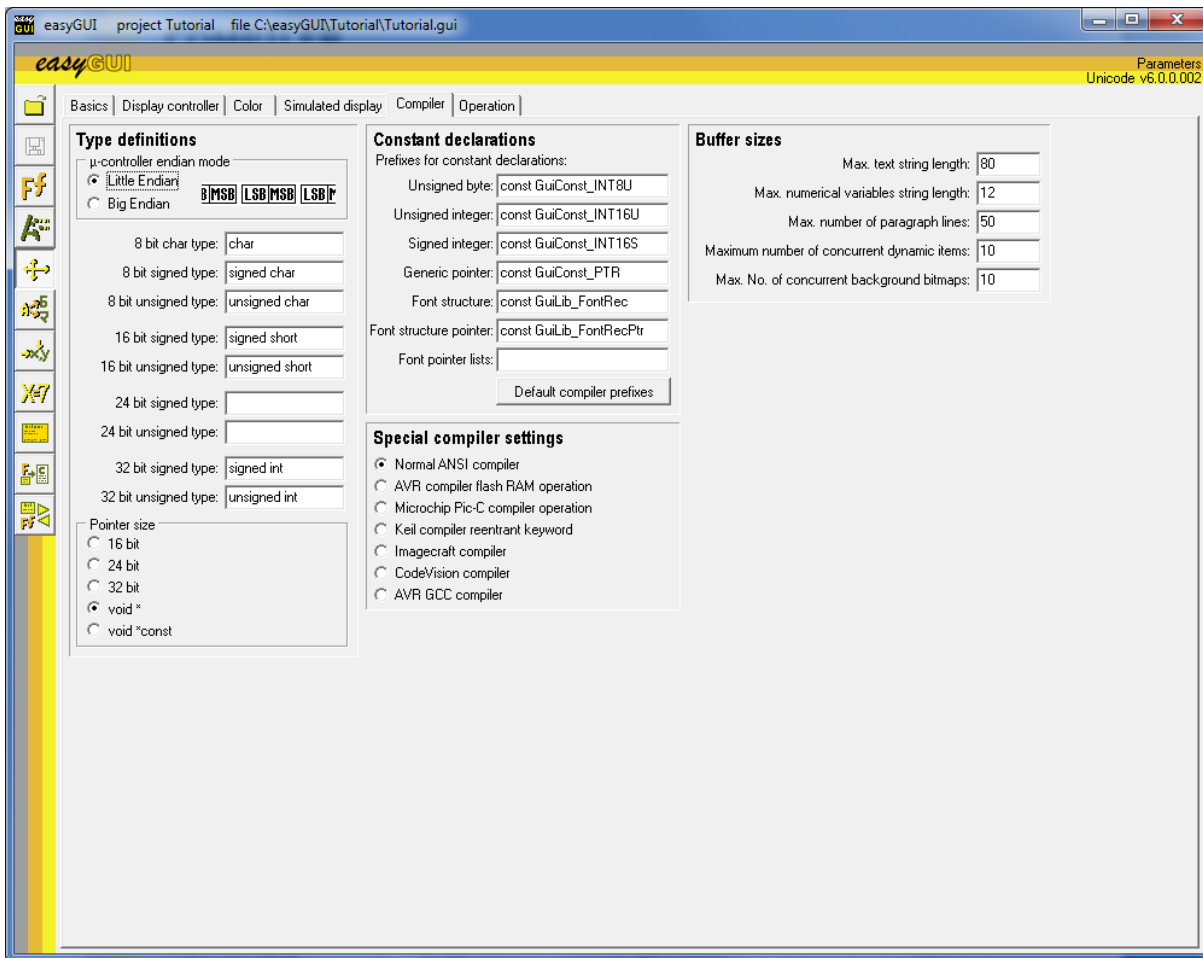 easyGUI project Tutorial file C:\easyGUI\Tutorial\Tutorial.gui
easyGUI
Parameters
Unicode v6.0.0.002
Basics Display controller Color Simulated display Compiler Operation
Type definitions
µ-controller endian mode
Little Endian
Big Endian
B MSB LSB MSB LSB
8 bit char type: char
8 bit signed type: signed char
8 bit unsigned type: unsigned char
16 bit signed type: signed short
16 bit unsigned type: unsigned short
24 bit signed type:
24 bit unsigned type:
32 bit signed type: signed int
32 bit unsigned type: unsigned int
Pointer size
16 bit
24 bit
32 bit
void *
void *const
Constant declarations
Prefixes for constant declarations:
Unsigned byte: const GuiConst_INT8U
Unsigned integer: const GuiConst_INT16U
Signed integer: const GuiConst_INT16S
Generic pointer: const GuiConst_PTR
Font structure: const GuiLib_FontRec
Font structure pointer: const GuiLib_FontRecPtr
Font pointer lists:
Default compiler prefixes
Special compiler settings
Normal ANSI compiler
AVR compiler flash RAM operation
Microchip Pic-C compiler operation
Keil compiler reentrant keyword
Imagecraft compiler
CodeVision compiler
AVR GCC compiler
Buffer sizes
Max. text string length: 80
Max. numerical variables string length: 12
Max. number of paragraph lines: 50
Maximum number of concurrent dynamic items: 10
Max. No. of concurrent background bitmaps: 10